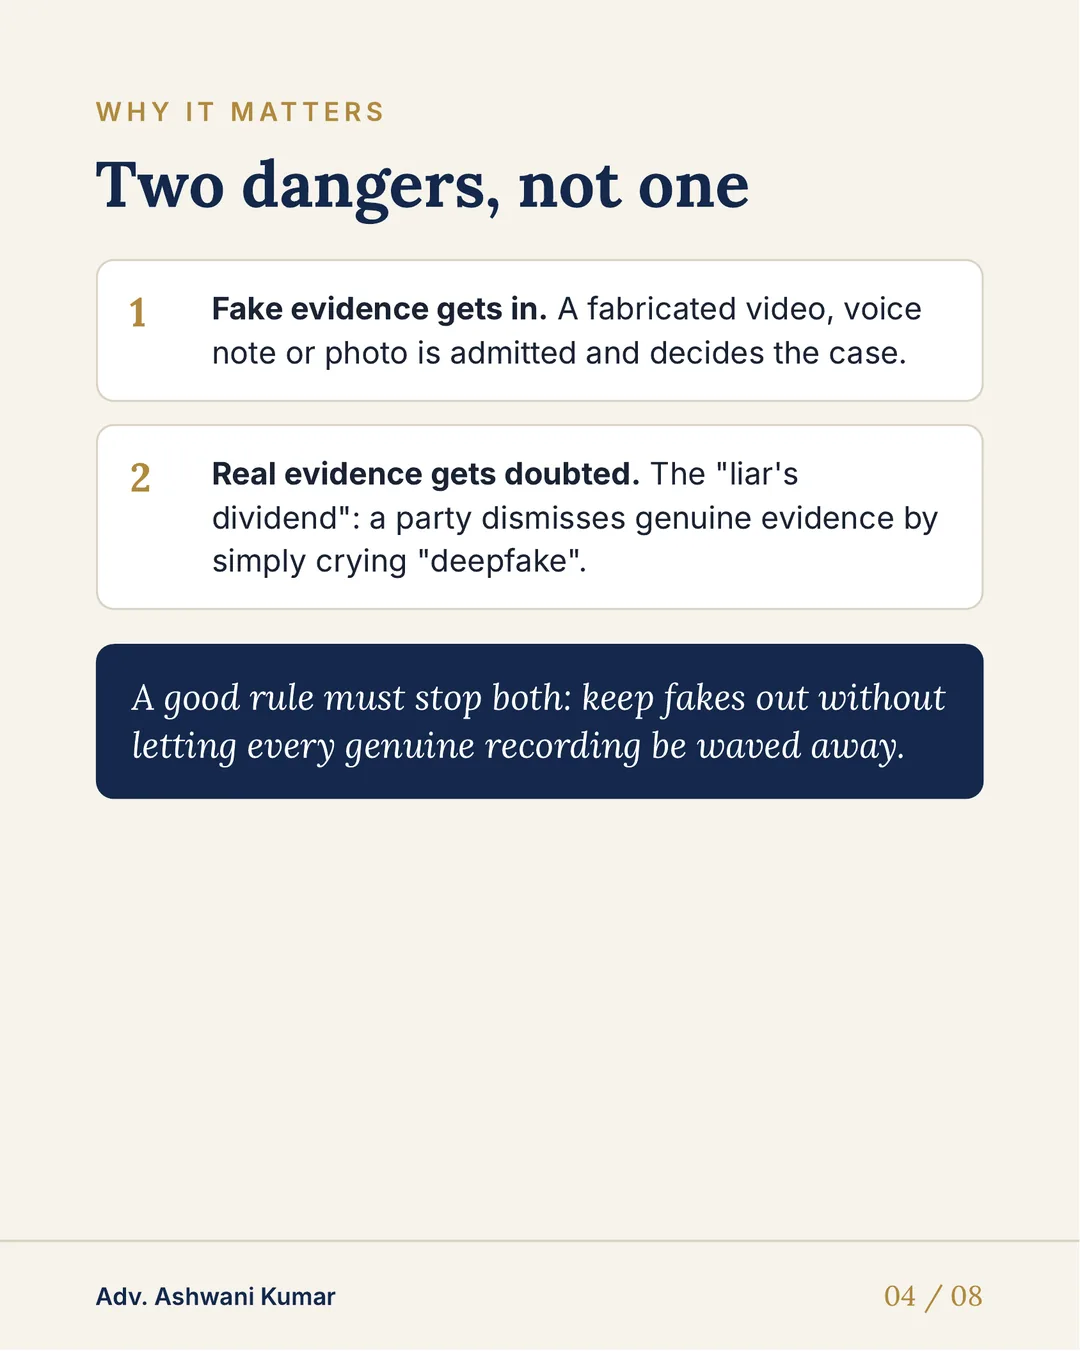 WHY IT MATTERS
Two dangers, not one
1
Fake evidence gets in. A fabricated video, voice
note or photo is admitted and decides the case.
2
Real evidence gets doubted. The "liar's
dividend": a party dismisses genuine evidence by
simply crying "deepfake".
A good rule must stop both: keep fakes out without
letting every genuine recording be waved away.
Adv. Ashwani Kumar
04 / 08